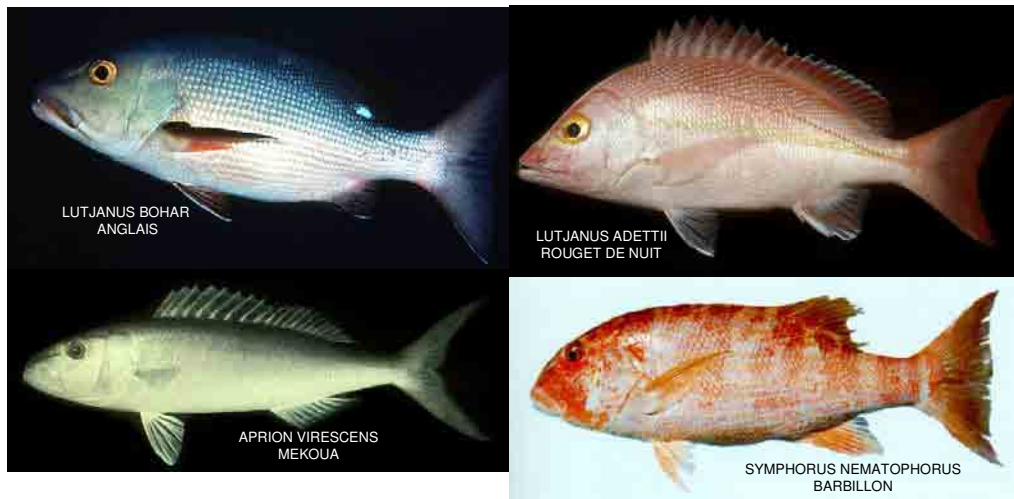 LUTJANUS BOHAR
ANGLAIS
LUTJANUS ADETTII
ROUGET DE NUIT
APRION VIRESCENS
MEKOUA
SYMPHORUS NEMATOPHORUS
BARBILLON